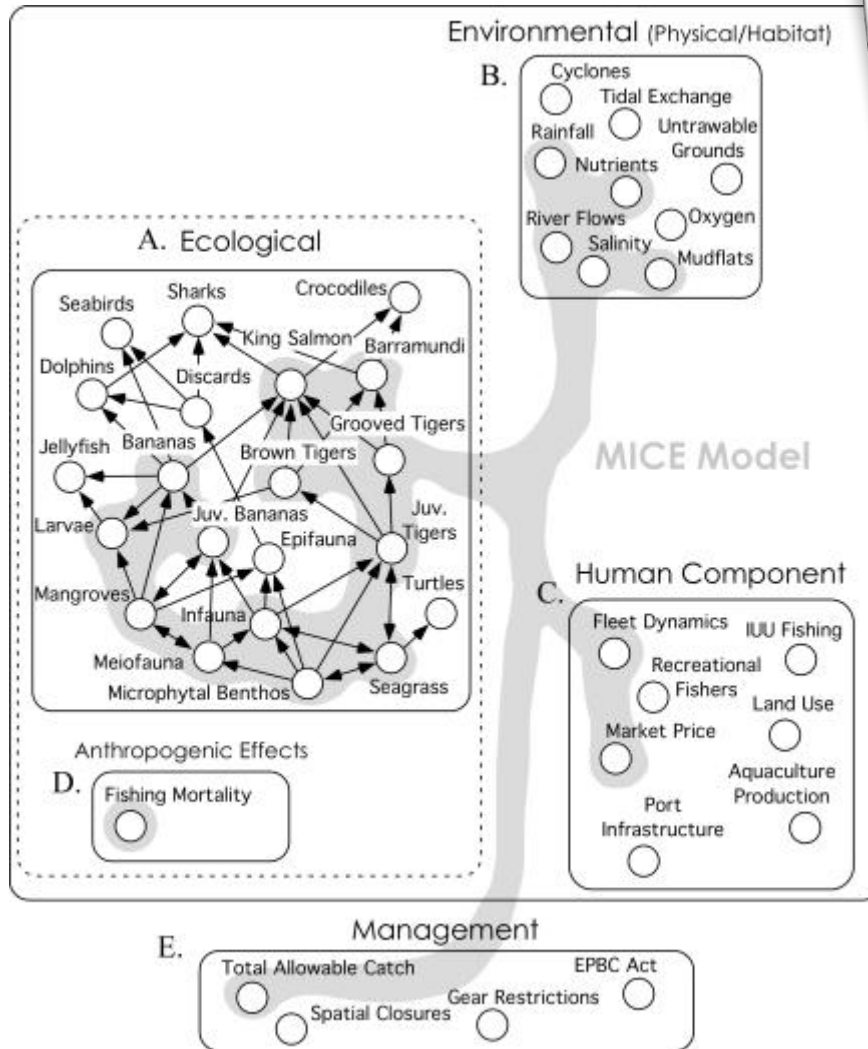 Environmental (Physical/Habitat)
B.
Cyclones
Tidal Exchange
Rainfall
Untrawable
Grounds
Nutrients
River Flows
Oxygen
Salinity
Mudflats
A. Ecological
Seabirds
Sharks
Crocodiles
King Salmon
Barramundi
Dolphins
Discards
Grooved Tigers
Jellyfish
Bananas
Brown Tigers
Larvae
Juv. Bananas
Juv.
Tigers
Epifauna
Turtles
Mangroves
Infauna
Meiofauna
Microphytal Benthos
Seagrass
MICE Model
Human Component
C.
Fleet Dynamics
IUU Fishing
Recreational
Fishers
Land Use
Market Price
Aquaculture
Production
Port
Infrastructure
Anthropogenic Effects
D.
Fishing Mortality
Management
E.
Total Allowable Catch
EPBC Act
Spatial Closures
Gear Restrictions